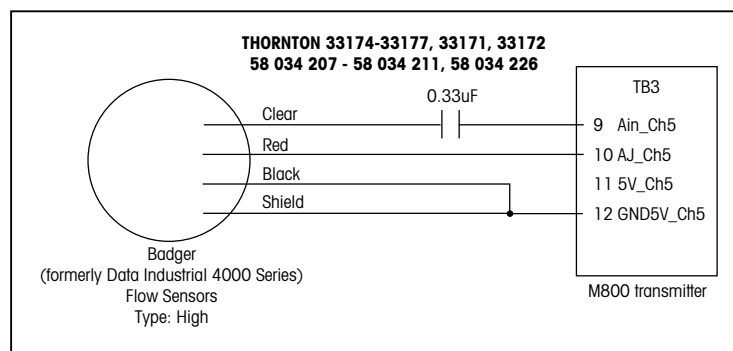 THORNTON 33174-33177, 33171, 33172
58 034 207 - 58 034 211, 58 034 226
TB3
0.33uF
Clear
9 Ain_Ch5
Red
10 AJ_Ch5
Black
11 5V_Ch5
Shield
12 GND5V_Ch5
Badger
(formerly Data Industrial 4000 Series)
Flow Sensors
Type: High
M800 transmitter